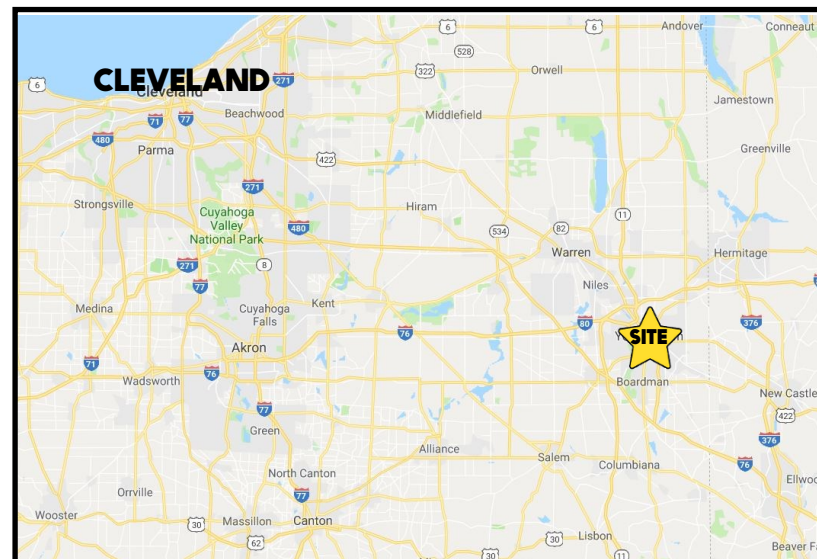 6
6
Andover
Conneaut
528
CLEVELAND
Cleveland
271
322
Orwell
6
Jamestown
Beachwood
Middlefield
71
77
480
Parma
422
Greenville
271
Strongsville
Hiram
Cuyahoga
Valley
National Park
480
11
534
82
Warren
Hermitage
271
8
77
Niles
Medina
Cuyahoga
Falls
Kent
80
376
76
SITE
Akron
71
76
Wadsworth
Boardman
77
New Castle
422
Green
376
Alliance
Salem
Columbiana
76
North Canton
Orrville
77
Wooster
30
Massillon
Canton
62
30
Lisbon
30
11